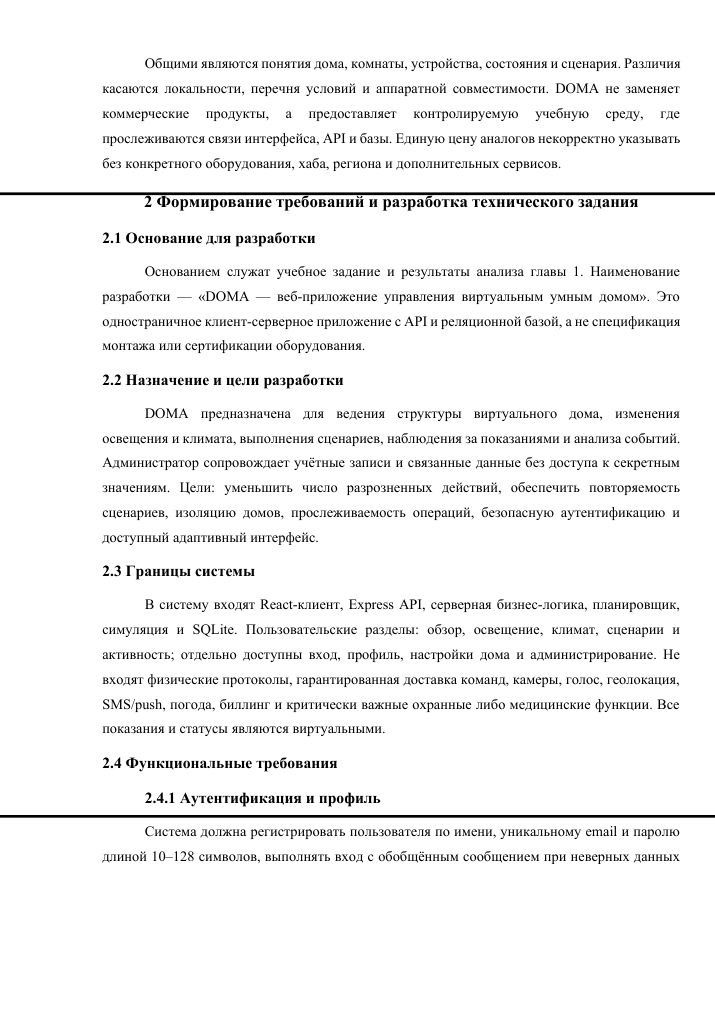 Общими являются понятия дома, комнаты, устройства, состояния и сценария. Различия
касаются локальности, перечня условий и аппаратной совместимости. DOMA не заменяет
коммерческие продукты, а предоставляет контролируемую учебную среду, где
прослеживаются связи интерфейса, API и базы. Единую цену аналогов некорректно указывать
без конкретного оборудования, хаба, региона и дополнительных сервисов.
2 Формирование требований и разработка технического задания
2.1 Основание для разработки
Основанием служат учебное задание и результаты анализа главы 1. Наименование
разработки — «DOMA — веб-приложение управления виртуальным умным домом». Это
одностраничное клиент-серверное приложение с API и реляционной базой, а не спецификация
монтажа или сертификации оборудования.
2.2 Назначение и цели разработки
DOMA предназначена для ведения структуры виртуального дома, изменения
освещения и климата, выполнения сценариев, наблюдения за показаниями и анализа событий.
Администратор сопровождает учётные записи и связанные данные без доступа к секретным
значениям. Цели: уменьшить число разрозненных действий, обеспечить повторяемость
сценариев, изоляцию домов, прослеживаемость операций, безопасную аутентификацию и
доступный адаптивный интерфейс.
2.3 Границы системы
В систему входят React-клиент, Express API, серверная бизнес-логика, планировщик,
симуляция и SQLite. Пользовательские разделы: обзор, освещение, климат, сценарии и
активность; отдельно доступны вход, профиль, настройки дома и администрирование. Не
входят физические протоколы, гарантированная доставка команд, камеры, голос, геолокация,
SMS/push, погода, биллинг и критически важные охранные либо медицинские функции. Все
показания и статусы являются виртуальными.
2.4 Функциональные требования
2.4.1 Аутентификация и профиль
Система должна регистрировать пользователя по имени, уникальному email и паролю
длиной 10–128 символов, выполнять вход с обобщённым сообщением при неверных данных